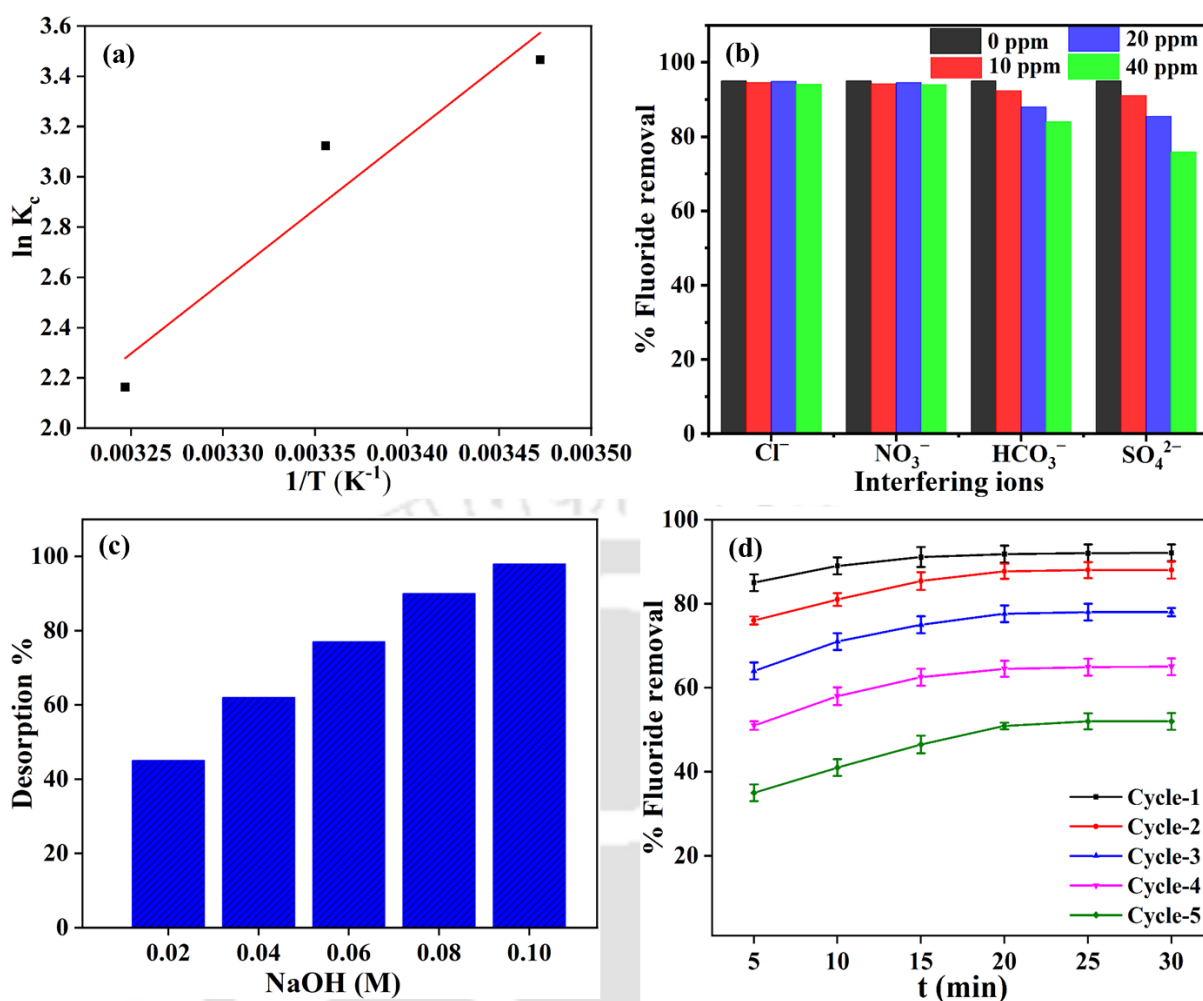 (a)
3.6
3.4
3.2
3.0
2.8
2.6
2.4
2.2
2.0
ln K_c
0.00325 0.00330 0.00335 0.00340 0.00345 0.00350
1/T (K⁻¹)
(b)
0 ppm 20 ppm
10 ppm 40 ppm
100
80
60
40
20
0
% Fluoride removal
Cl⁻ NO₃⁻ HCO₃⁻ SO₄²⁻
Interfering ions
(c)
100
80
60
40
20
0
Desorption %
0.02 0.04 0.06 0.08 0.10
NaOH (M)
(d)
100
80
60
40
20
% Fluoride removal
Cycle-1
Cycle-2
Cycle-3
Cycle-4
Cycle-5
5 10 15 20 25 30
t (min)